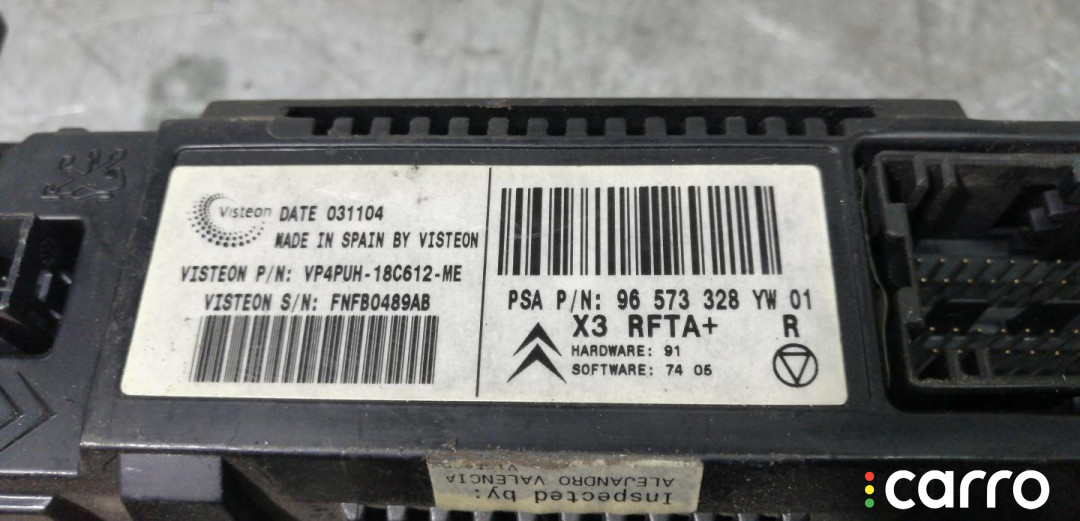 Visteon DATE 031104
MADE IN SPAIN BY VISTEON
VISTEON P/N: VP4PUH-18C612-ME
VISTEON S/N: FNFB0489AB
PSA P/N: 96 573 328 YW 01
X3 RFTA+ R
HARDWARE: 91
SOFTWARE: 74 05
Inspected by:
ALEJANDRO VALENCIA
VISTEON
carro